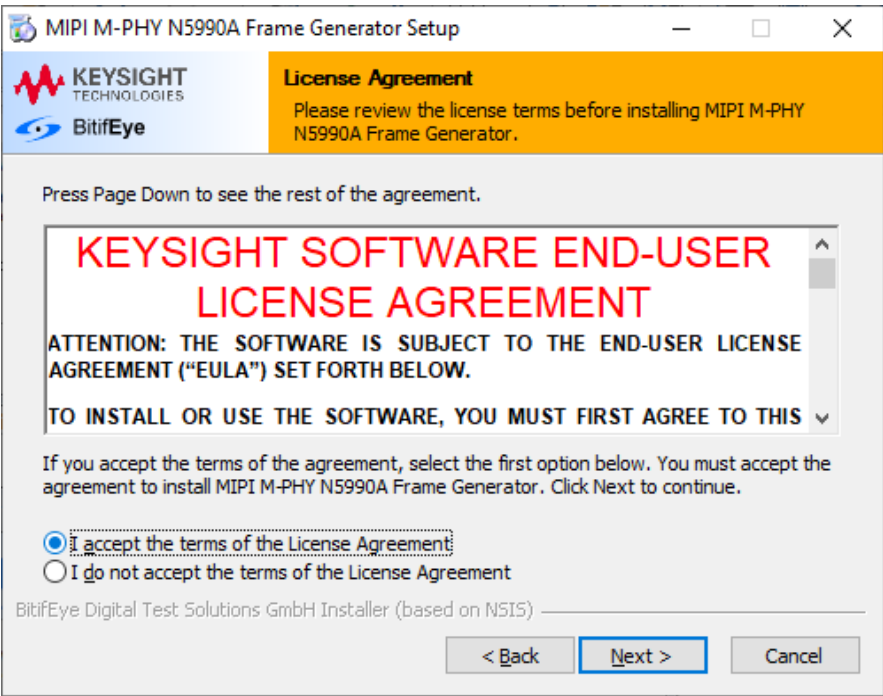 MIPI M-PHY N5990A Frame Generator Setup
KEYSIGHT
TECHNOLOGIES
BitifEye
License Agreement
Please review the license terms before installing MIPI M-PHY
N5990A Frame Generator.
Press Page Down to see the rest of the agreement.
KEYSIGHT SOFTWARE END-USER
LICENSE AGREEMENT
ATTENTION: THE SOFTWARE IS SUBJECT TO THE END-USER LICENSE
AGREEMENT (“EULA”) SET FORTH BELOW.
TO INSTALL OR USE THE SOFTWARE, YOU MUST FIRST AGREE TO THIS
If you accept the terms of the agreement, select the first option below. You must accept the
agreement to install MIPI M-PHY N5990A Frame Generator. Click Next to continue.
I accept the terms of the License Agreement
I do not accept the terms of the License Agreement
BitifEye Digital Test Solutions GmbH Installer (based on NSIS)
< Back
Next >
Cancel